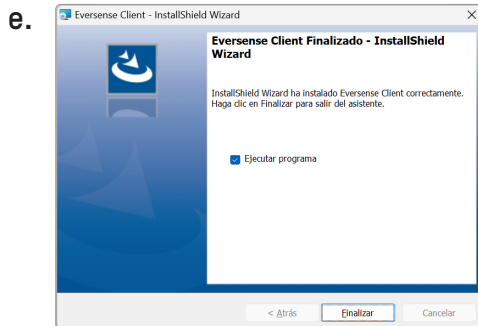 e.
Eversense Client - InstallShield Wizard
Eversense Client Finalizado - InstallShield
Wizard
InstallShield Wizard ha instalado Eversense Client correctamente.
Haga clic en Finalizar para salir del asistente.
Ejecutar programa
< Atrás
Finalizar
Cancelar